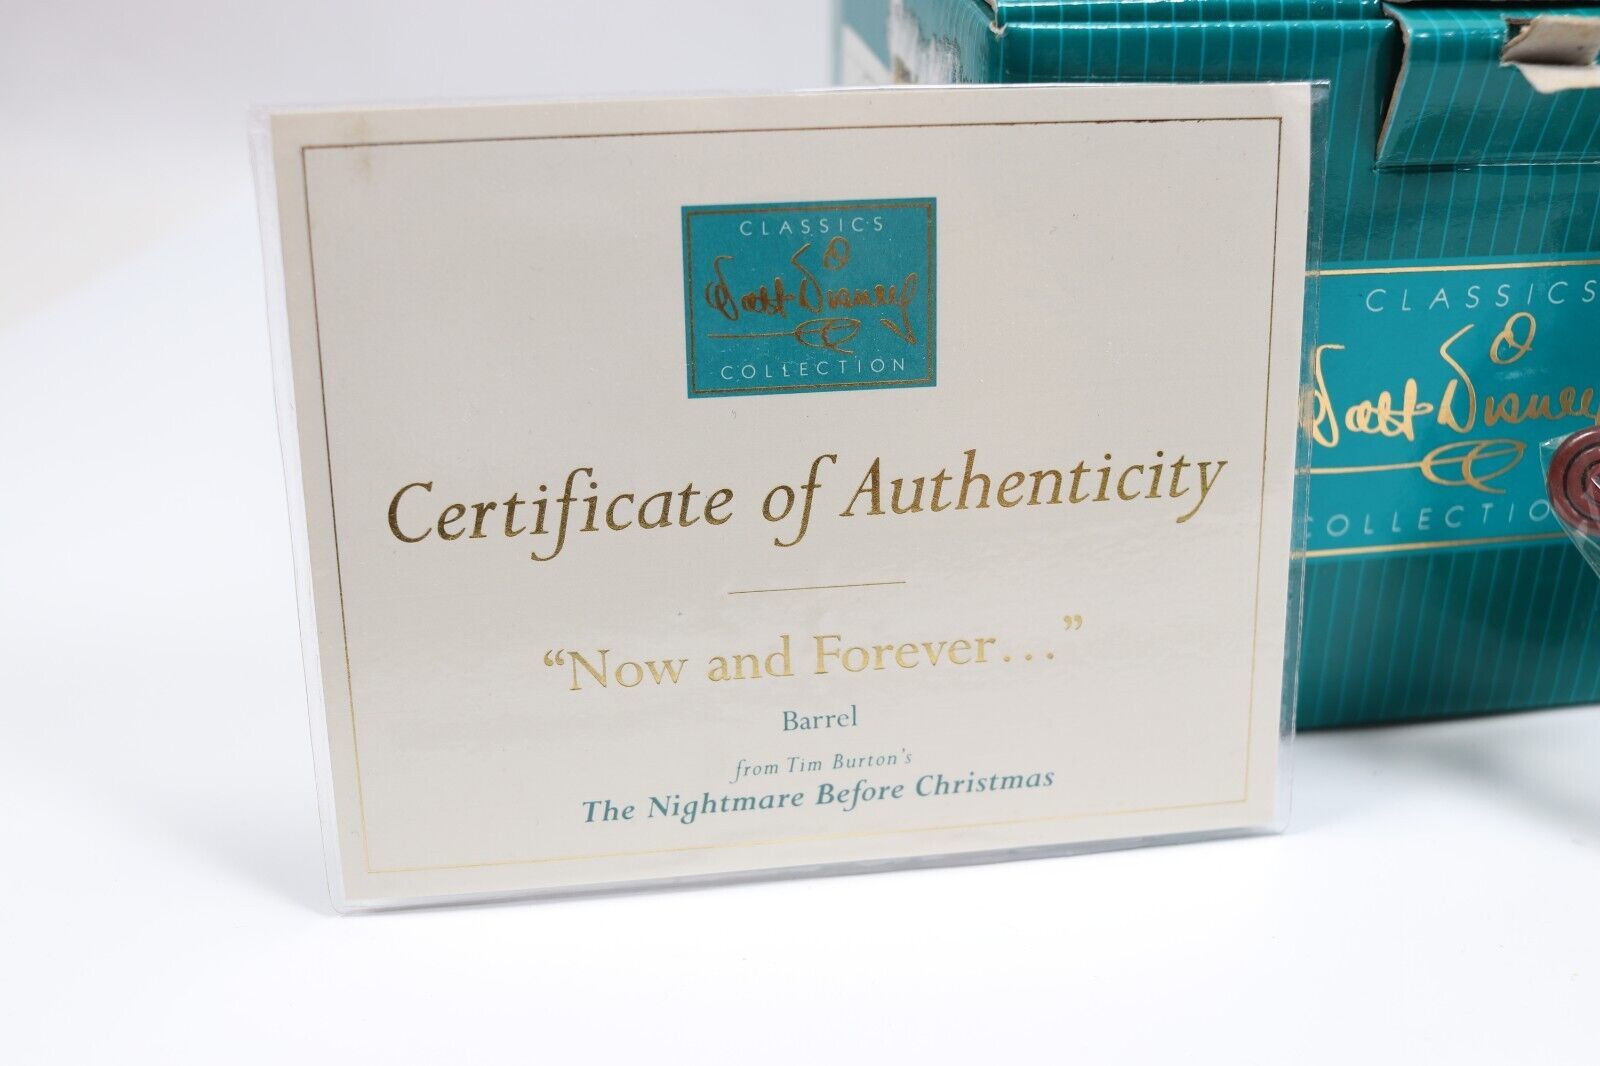 CLASSICS
Walt Disney
COLLECTION
Certificate of Authenticity
“Now and Forever...”
Barrel
from Tim Burton's
The Nightmare Before Christmas
CLASSICS
Walt Disney
COLLECTIO